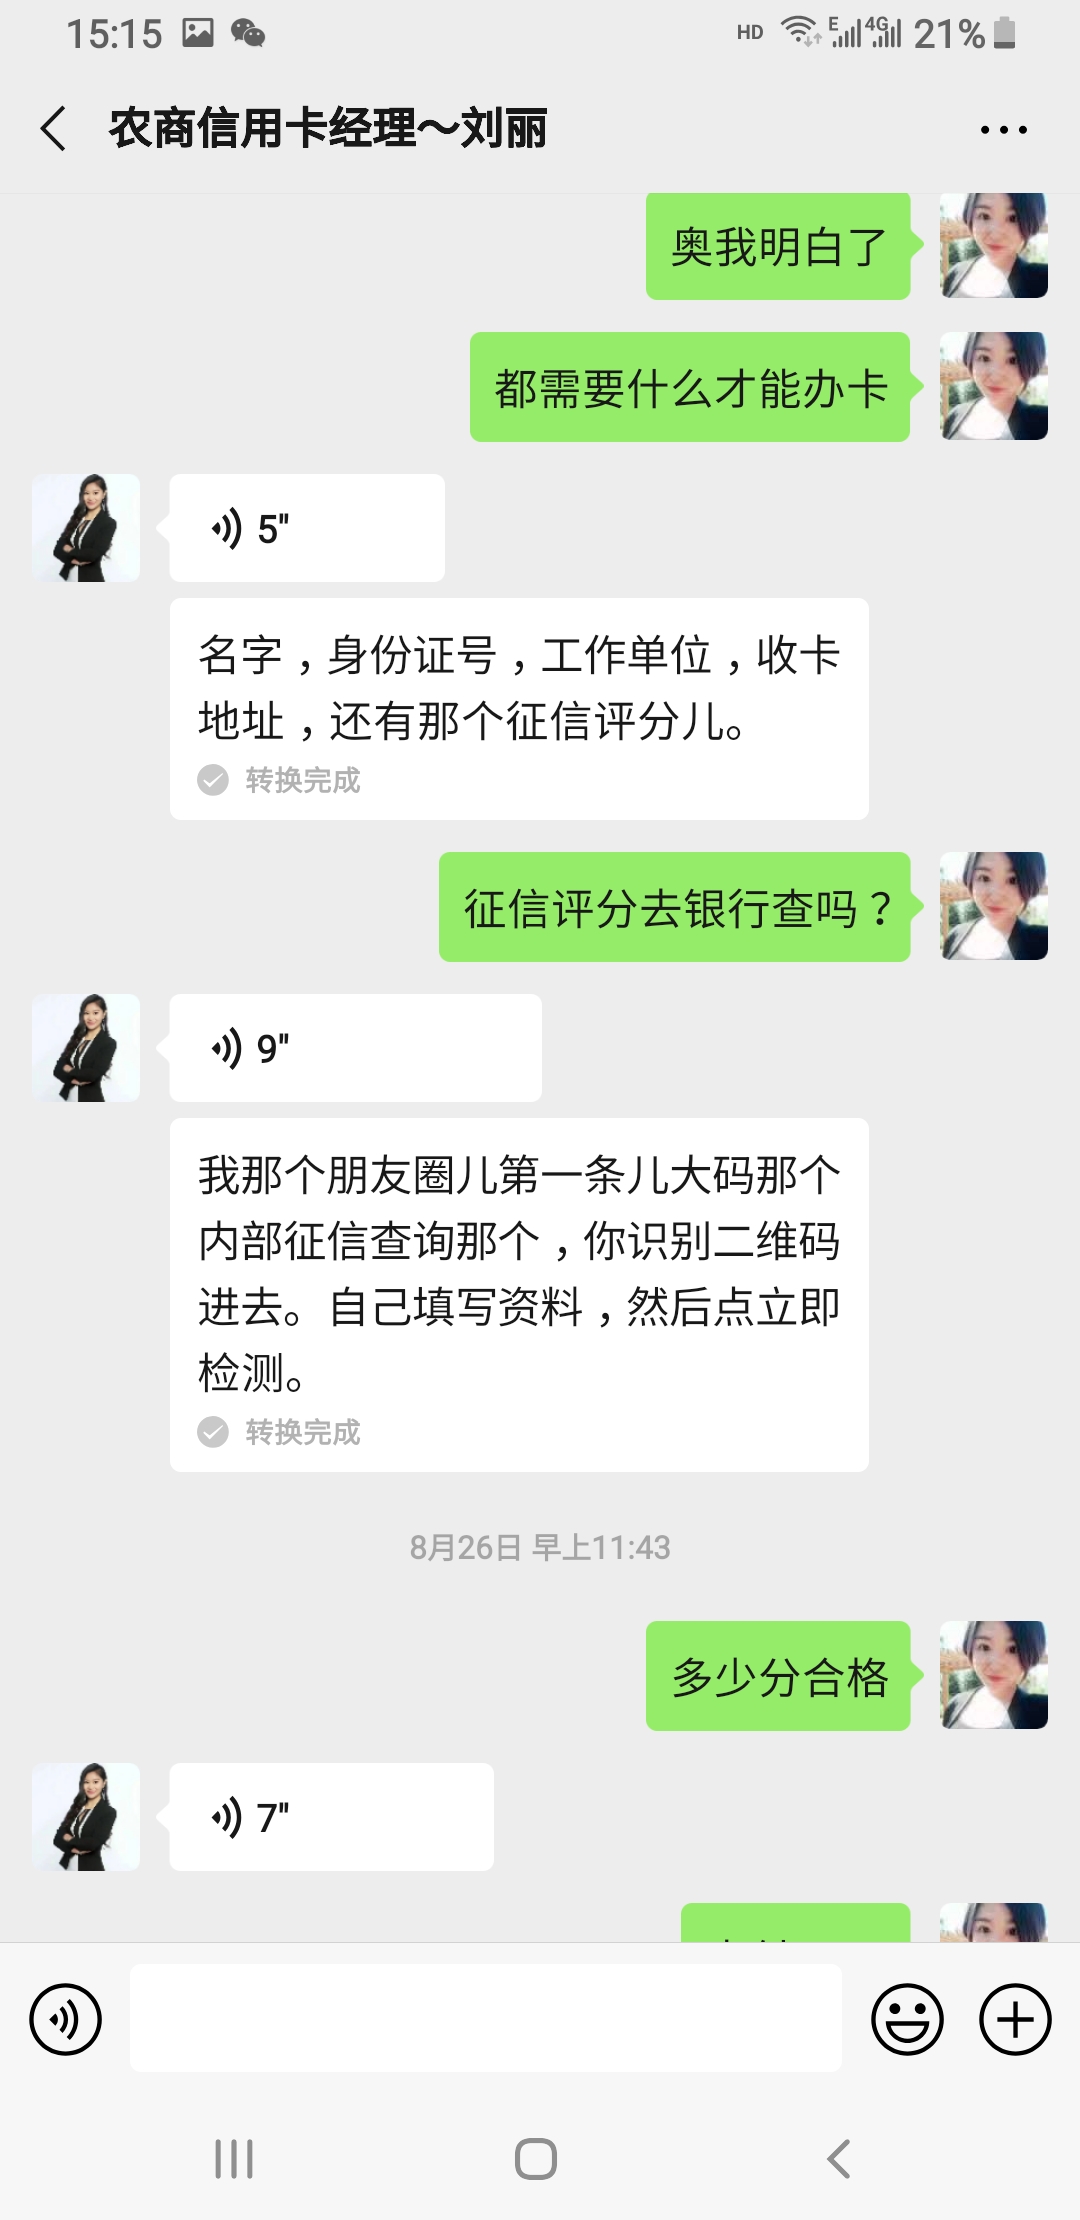 15:15 HD E 4G 21%
农商信用卡经理～刘丽
奥我明白了
都需要什么才能办卡
5"
名字，身份证号，工作单位，收卡
地址，还有那个征信评分儿。
转换完成
征信评分去银行查吗？
9"
我那个朋友圈儿第一条儿大码那个
内部征信查询那个，你识别二维码
进去。自己填写资料，然后点立即
检测。
转换完成
8月26日 早上11:43
多少分合格
7"